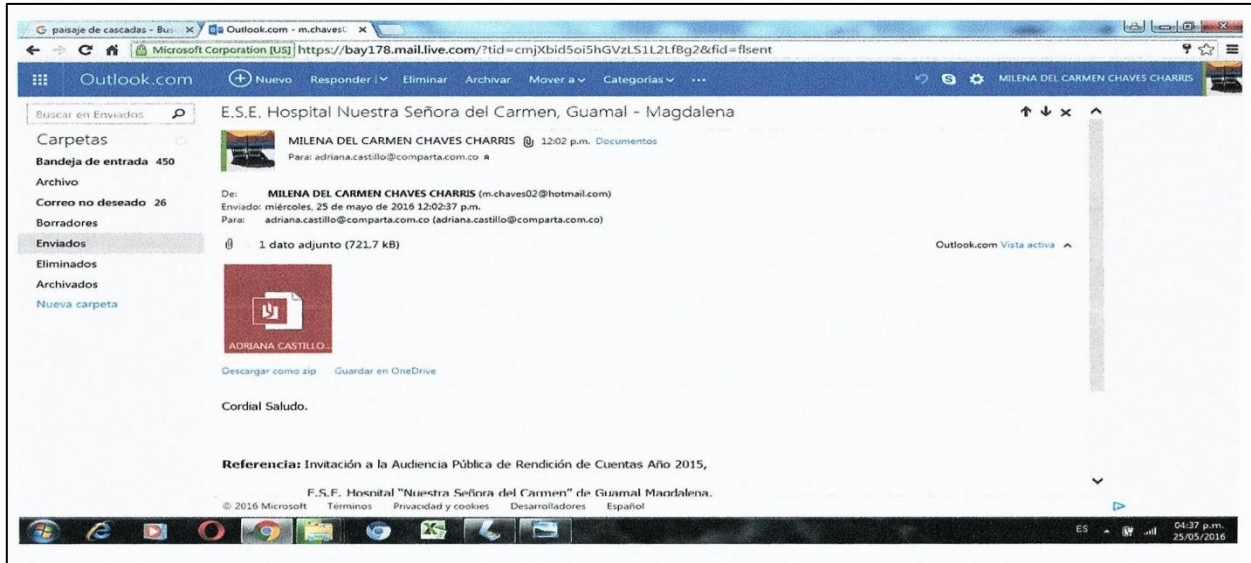 paisaje de cascadas - Bus
Outlook.com - m.chaves
Microsoft Corporation [US] https://bay178.mail.live.com/?tid=cmjXbid5oi5hGVzLS1L2LfBg2&fid=flsent
Outlook.com
Nuevo Responder Eliminar Archivar Mover a Categorías ...
MILENA DEL CARMEN CHAVES CHARRIS
Buscar en Enviados
Carpetas
Bandeja de entrada 450
Archivo
Correo no deseado 26
Borradores
Enviados
Eliminados
Archivados
Nueva carpeta
E.S.E. Hospital Nuestra Señora del Carmen, Guamal - Magdalena
MILENA DEL CARMEN CHAVES CHARRIS 12:02 p.m. Documentos
Para: adriana.castillo@comparta.com.co
De: MILENA DEL CARMEN CHAVES CHARRIS (m.chaves02@hotmail.com)
Enviado: miércoles, 25 de mayo de 2016 12:02:37 p.m.
Para: adriana.castillo@comparta.com.co (adriana.castillo@comparta.com.co)
1 dato adjunto (721,7 kB)
Outlook.com Vista activa
ADRIANA CASTILLO...
Descargar como zip Guardar en OneDrive
Cordial Saludo.
Referencia: Invitación a la Audiencia Pública de Rendición de Cuentas Año 2015,
E.S.E. Hospital "Nuestra Señora del Carmen" de Guamal Magdalena.
© 2016 Microsoft Términos Privacidad y cookies Desarrolladores Español
ES
04:37 p.m.
25/05/2016